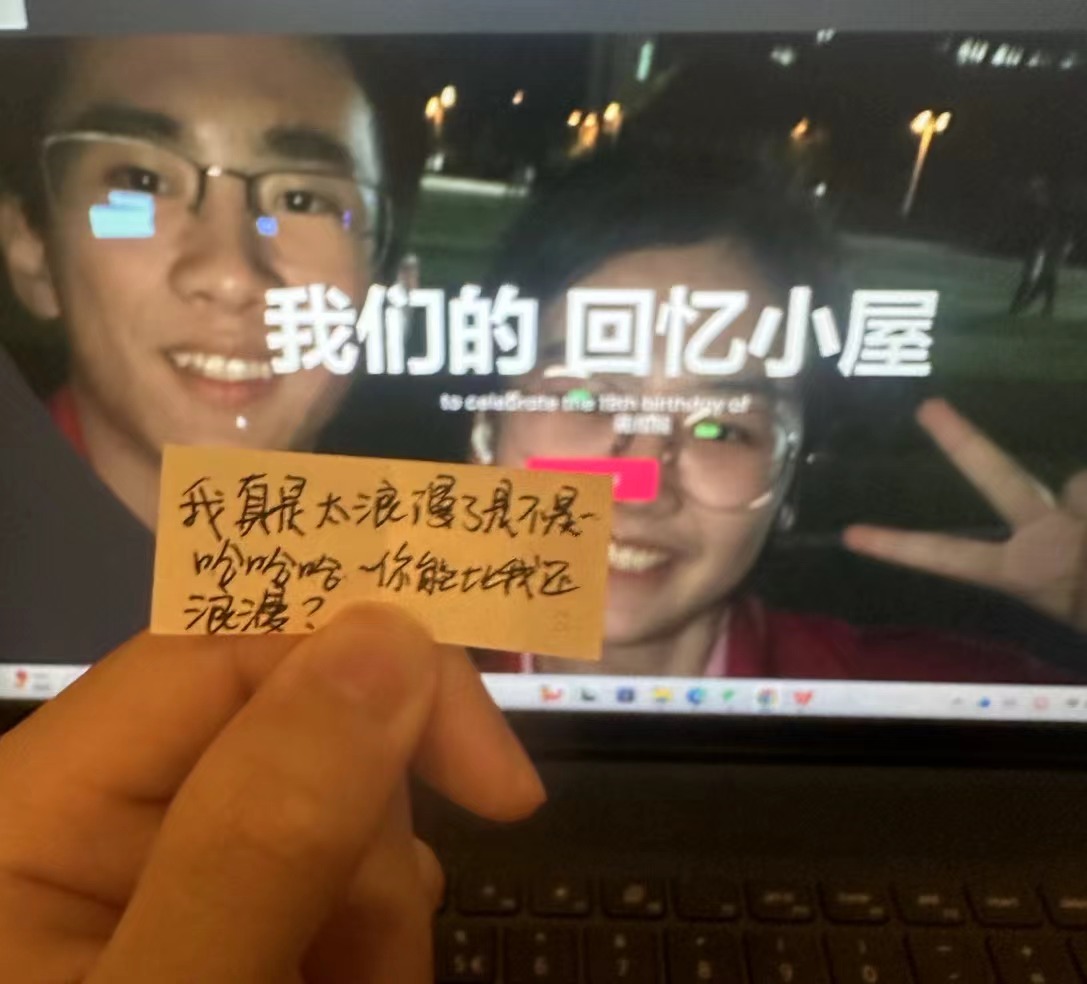 我们的 回忆小屋
to celebrate the 19th birthday of
我真是太浪漫了是不是~
哈哈哈 你能比我还
浪漫?